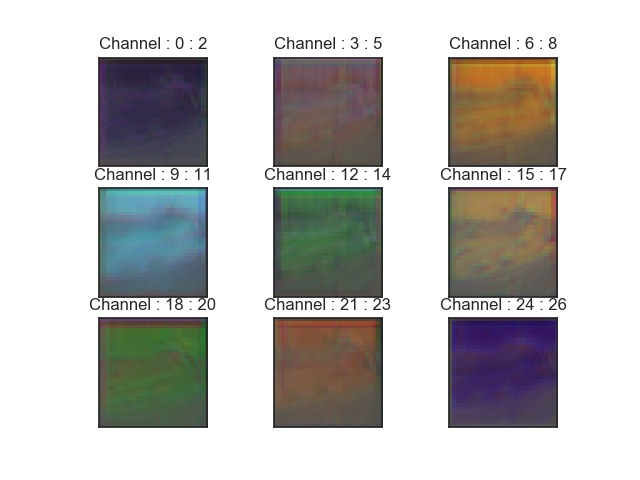 Channel : 0 : 2
Channel : 3 : 5
Channel : 6 : 8
Channel : 9 : 11
Channel : 12 : 14
Channel : 15 : 17
Channel : 18 : 20
Channel : 21 : 23
Channel : 24 : 26